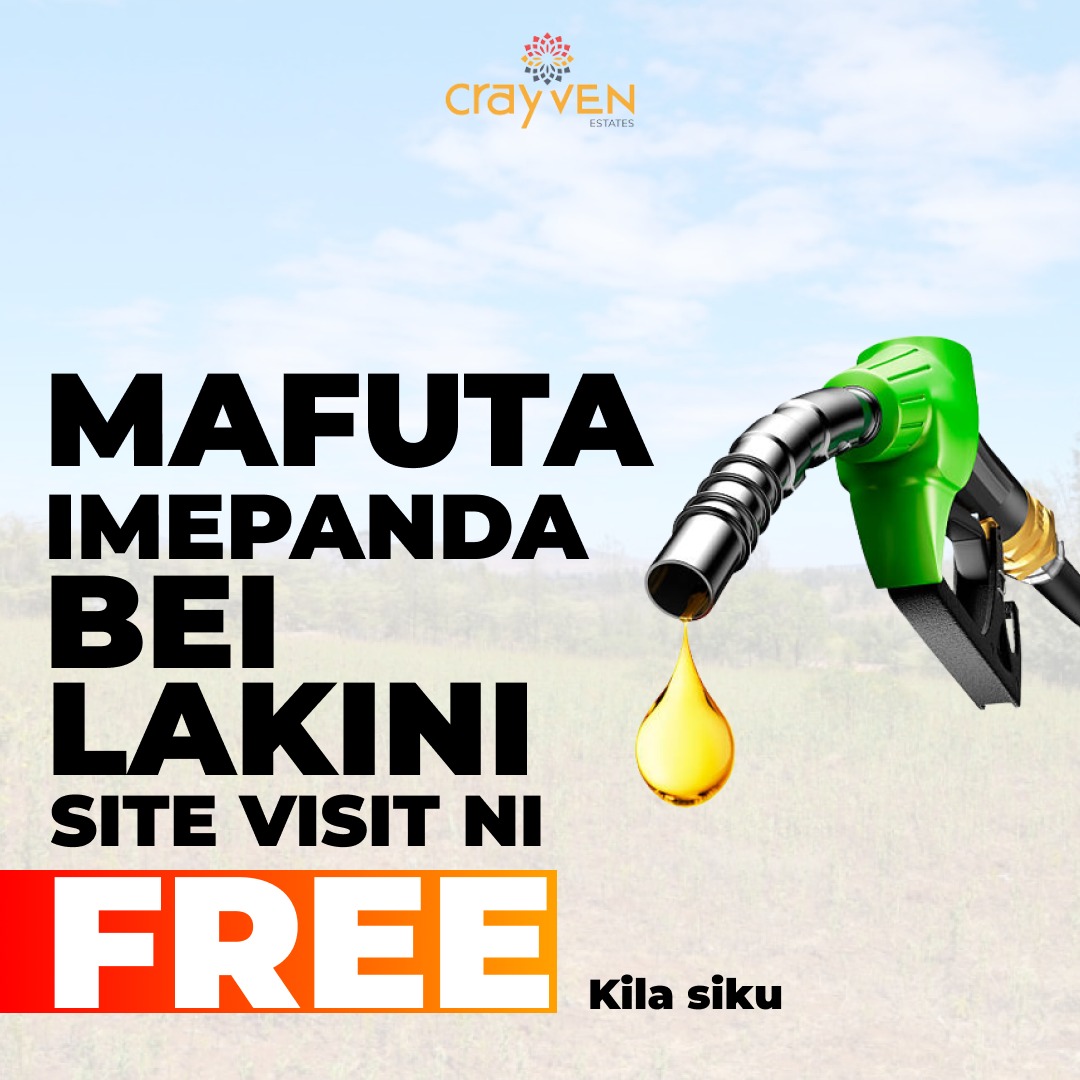 crayven
ESTATES
MAFUTA
IMEPANDA
BEI
LAKINI
SITE VISIT NI
FREE
Kila siku